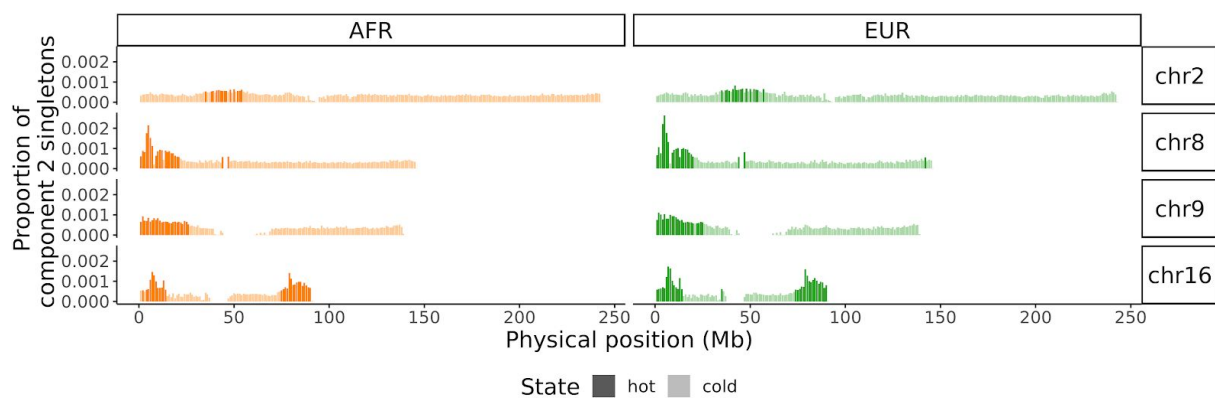 AFR
EUR
Proportion of
component 2 singletons
0.002
0.001
0.000
chr2
0.002
0.001
0.000
chr8
0.002
0.001
0.000
chr9
0.002
0.001
0.000
chr16
0 50 100 150 200 250
0 50 100 150 200 250
Physical position (Mb)
State hot cold